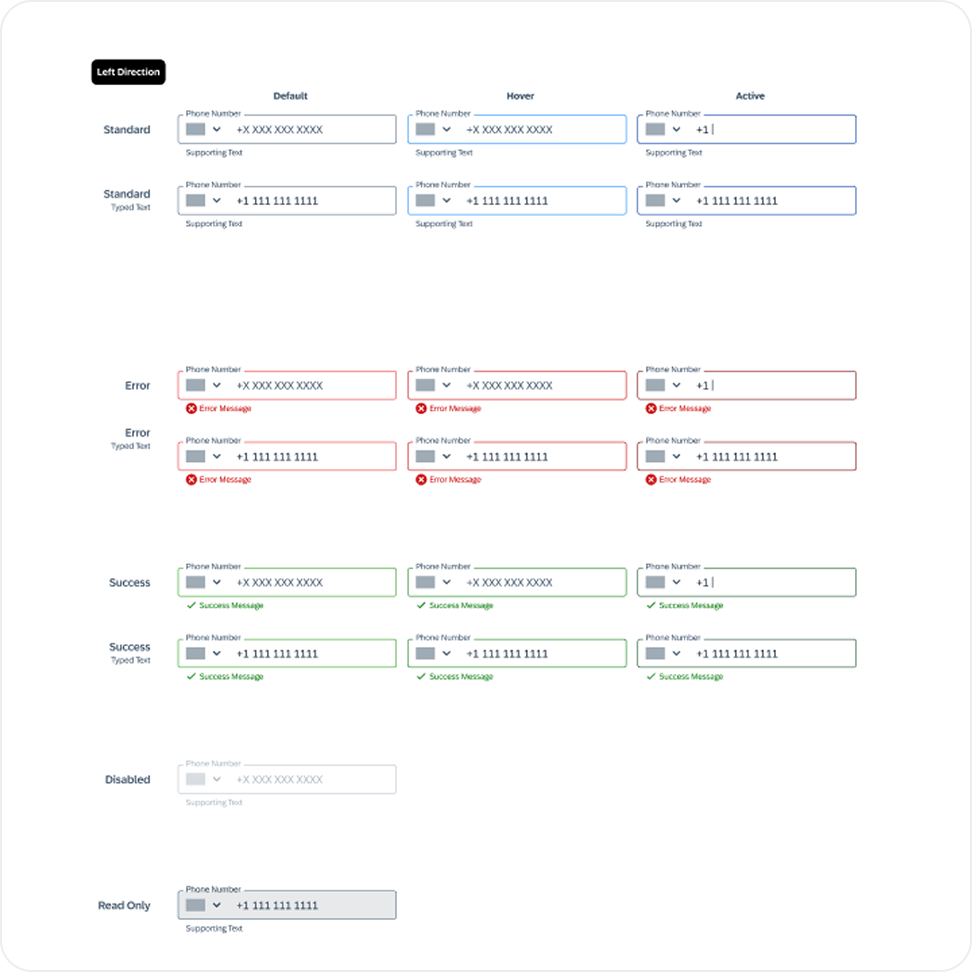 Left Direction
Default Hover Active
Phone Number Phone Number Phone Number
Standard +X XXX XXX XXXX +X XXX XXX XXXX +1 |
Supporting Text Supporting Text Supporting Text
Phone Number Phone Number Phone Number
Standard +1 111 111 1111 +1 111 111 1111 +1 111 111 1111
Typed Text
Supporting Text Supporting Text Supporting Text
Phone Number Phone Number Phone Number
Error +X XXX XXX XXXX +X XXX XXX XXXX +1 |
Error Message Error Message Error Message
Error
Phone Number Phone Number Phone Number
Typed Text
+1 111 111 1111 +1 111 111 1111 +1 111 111 1111
Error Message Error Message Error Message
Phone Number Phone Number Phone Number
Success +X XXX XXX XXXX +X XXX XXX XXXX +1 |
Success Message Success Message Success Message
Phone Number Phone Number Phone Number
Success +1 111 111 1111 +1 111 111 1111 +1 111 111 1111
Typed Text
Success Message Success Message Success Message
Phone Number
Disabled +X XXX XXX XXXX
Supporting Text
Phone Number
Read Only +1 111 111 1111
Supporting Text